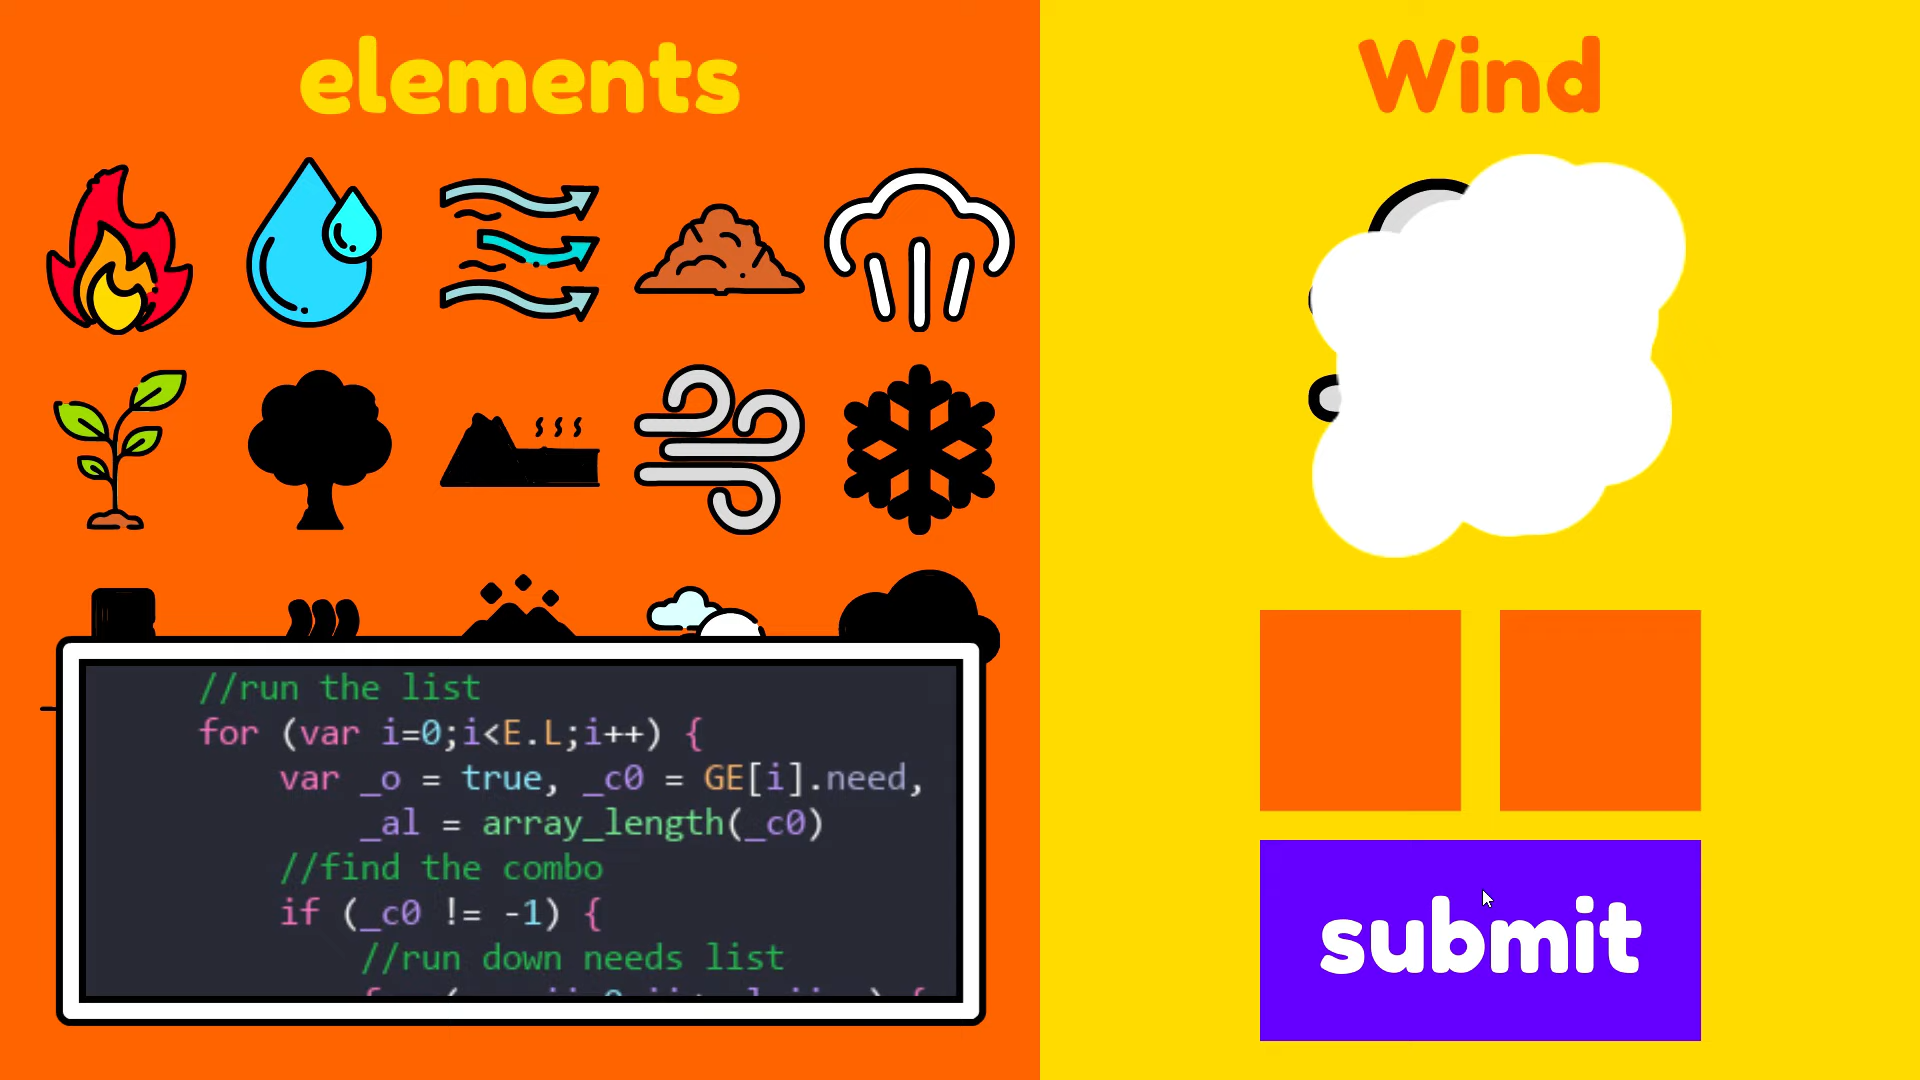 elements
Wind
//run the list
for (var i=0;i<E.L;i++) {
var _o = true, _c0 = GE[i].need,
_al = array_length(_c0)
//find the combo
if (_c0 != -1) {
//run down needs list
submit